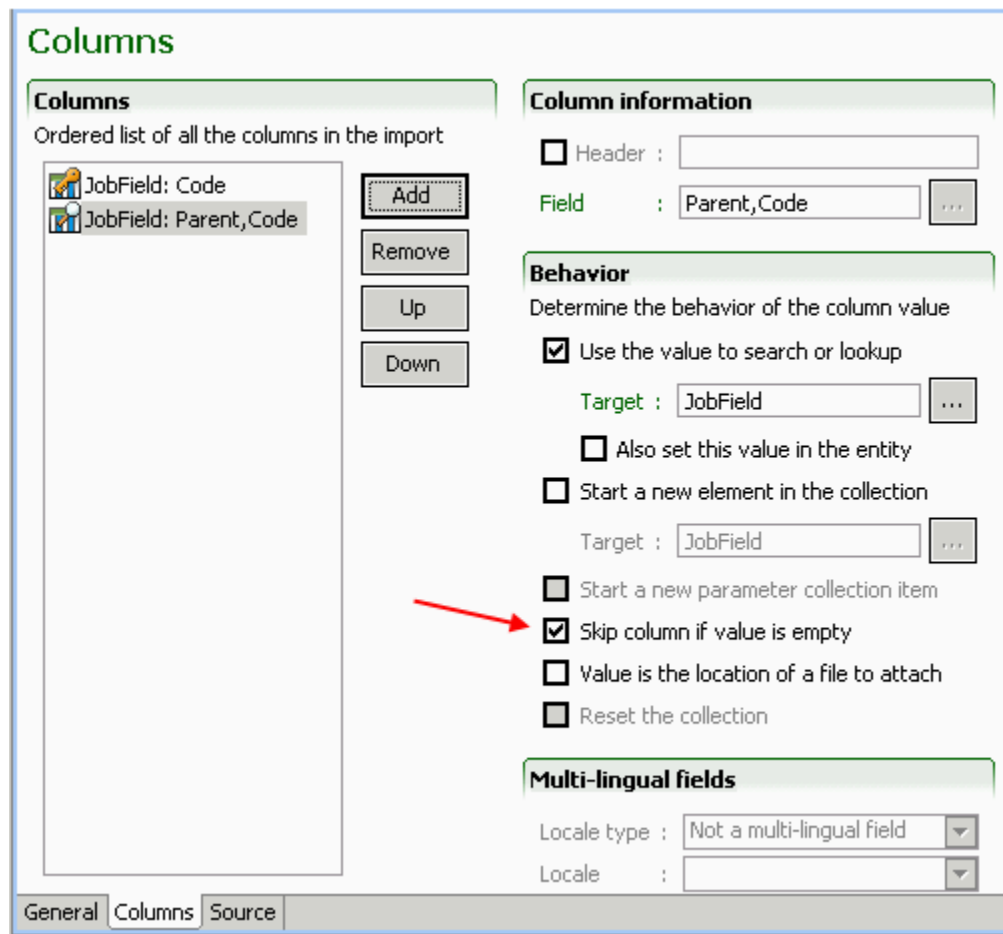 Columns
Columns
Ordered list of all the columns in the import
JobField: Code
JobField: Parent,Code
Add
Remove
Up
Down
Column information
Header :
Field : Parent,Code ...
Behavior
Determine the behavior of the column value
Use the value to search or lookup
Target : JobField ...
Also set this value in the entity
Start a new element in the collection
Target : JobField ...
Start a new parameter collection item
Skip column if value is empty
Value is the location of a file to attach
Reset the collection
Multi-lingual fields
Locale type : Not a multi-lingual field
Locale :
General Columns Source